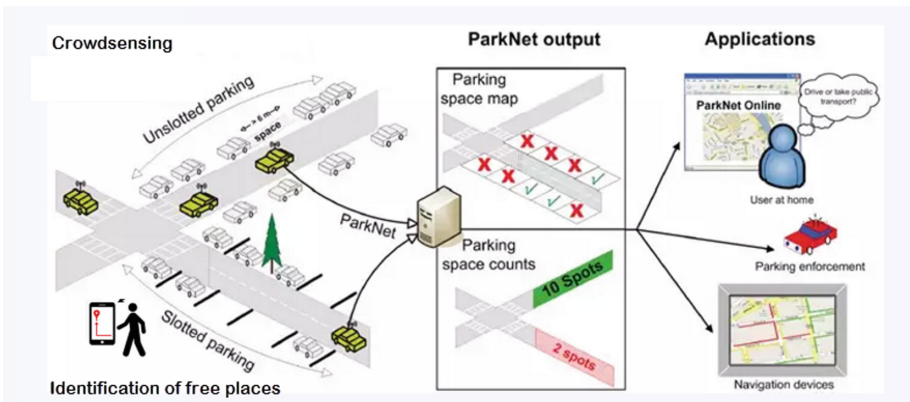 Crowdsensing
Unslotted parking
< > 6 m >
space
ParkNet
Slotted parking
Identification of free places
ParkNet output
Parking
space map
X X X
X X ✓
✓ X
Parking
space counts
10 Spots
2 spots
Applications
ParkNet Online
Drive or take public
transport?
User at home
Parking enforcement
Navigation devices